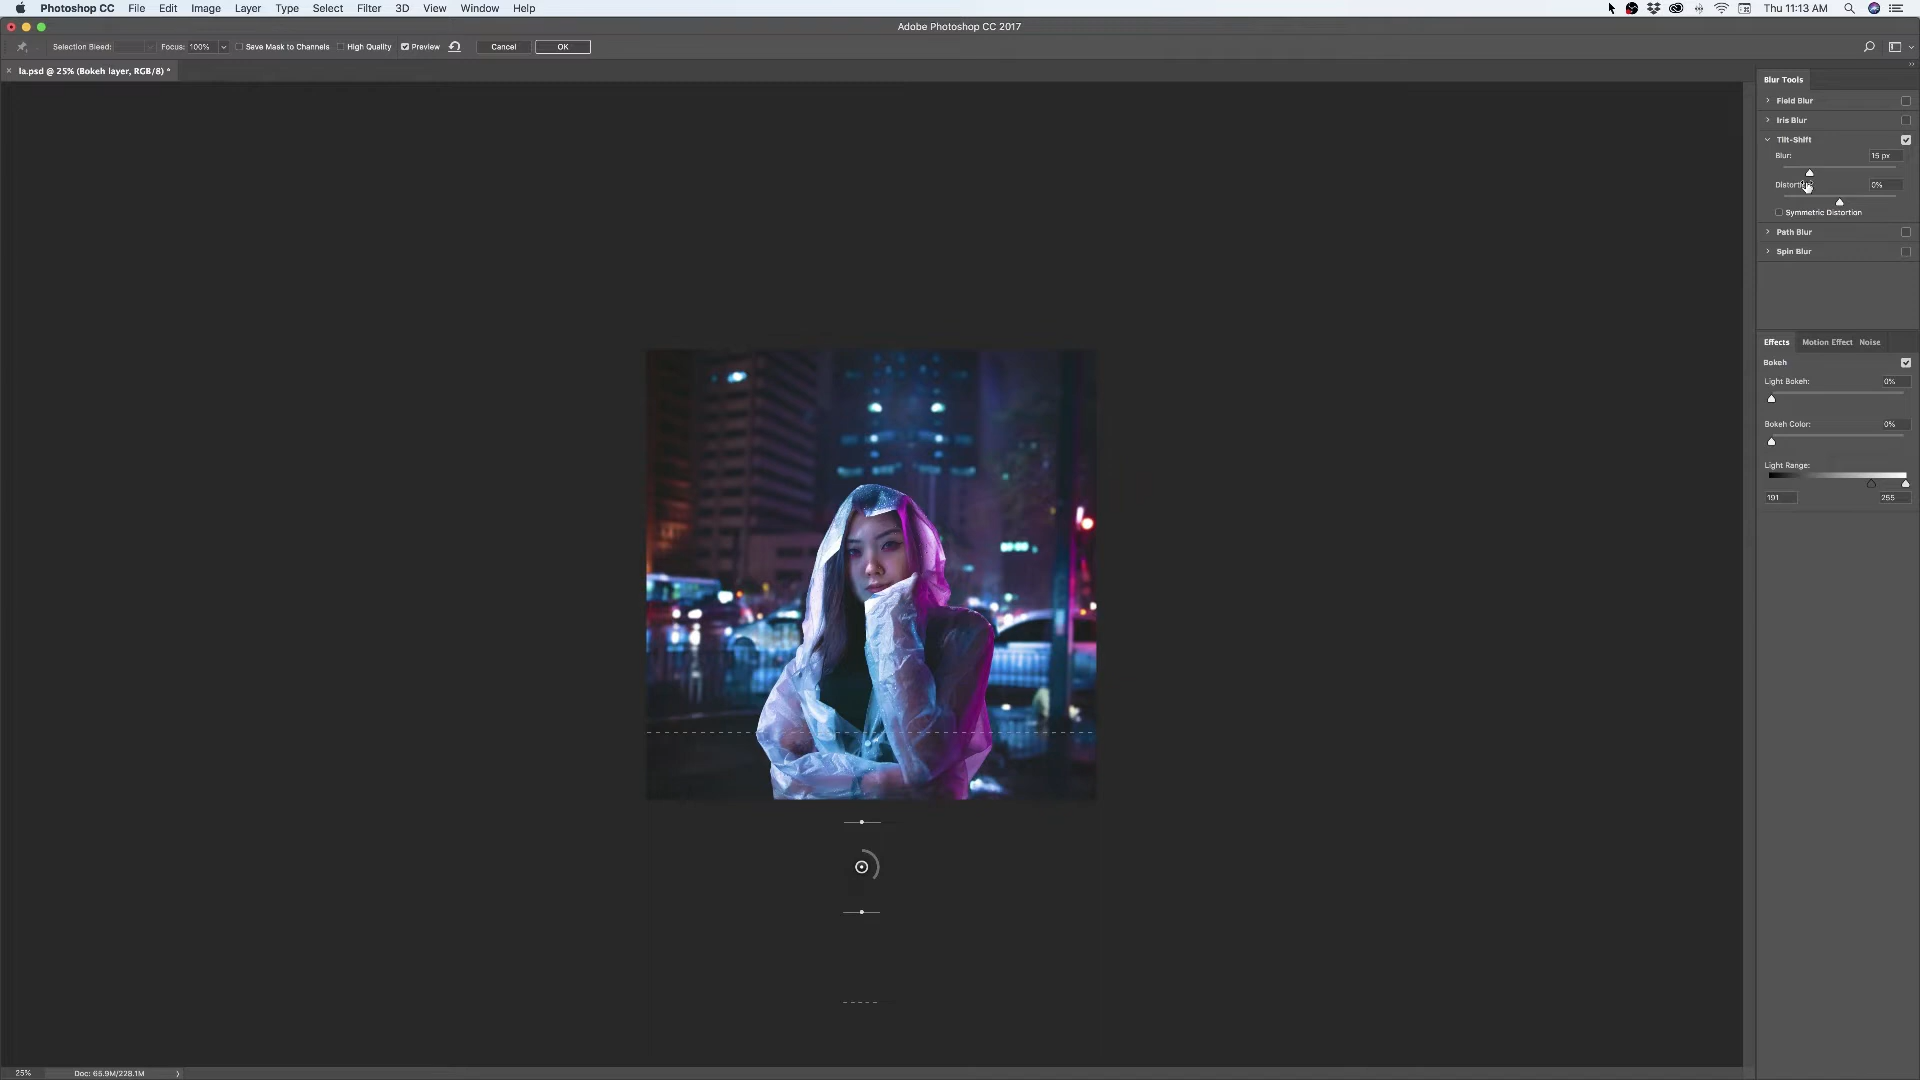 Photoshop CC File Edit Image Layer Type Select Filter 3D View Window Help Thu 11:13 AM
Adobe Photoshop CC 2017
Selection Bleed: Focus: 100% Save Mask to Channels High Quality Preview Cancel OK
la.psd @ 25% (Bokeh layer, RGB/8) *
Blur Tools
Field Blur
Iris Blur
Tilt-Shift
Blur: 15 px
Distortion: 0%
Symmetric Distortion
Path Blur
Spin Blur
Effects Motion Effect Noise
Bokeh
Light Bokeh: 0%
Bokeh Color: 0%
Light Range:
191 255
25% Doc: 65.9M/228.1M